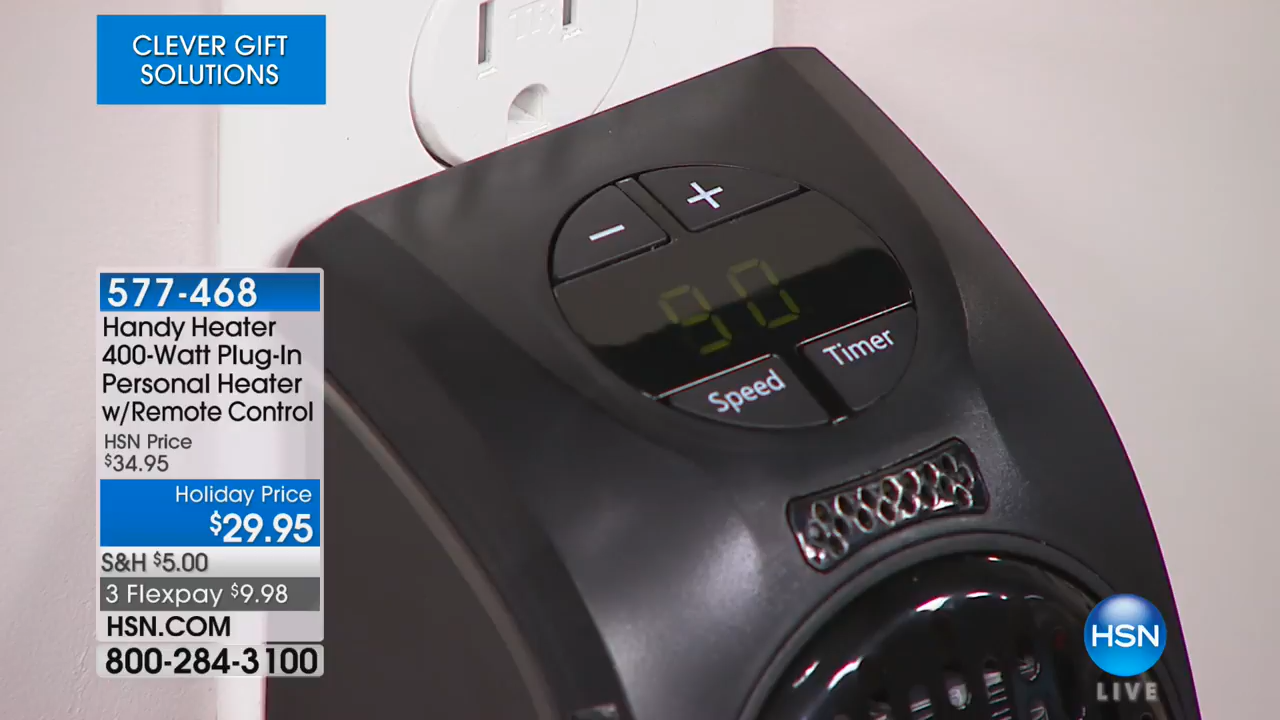 CLEVER GIFT
SOLUTIONS
577-468
Handy Heater
400-Watt Plug-In
Personal Heater
w/Remote Control
HSN Price
$34.95
Holiday Price
$29.95
S&H $5.00
3 Flexpay $9.98
HSN.COM
800-284-3100
− +
90
Speed Timer
HSN
LIVE